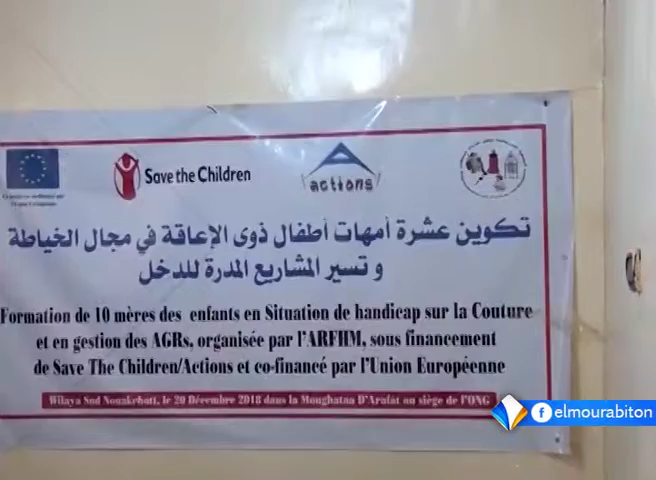 Save the Children
actions
تكوين عشرة أمهات أطفال ذوى الإعاقة في مجال الخياطة
و تسير المشاريع المدرة للدخل
Formation de 10 mères des enfants en Situation de handicap sur la Couture
et en gestion des AGRs, organisée par l'ARFHM, sous financement
de Save The Children/Actions et co-financé par l'Union Européenne
Wilaya Sud Nouakchott, le 20 Décembre 2018 dans la Moughataa D'Arafat au siège de l'ONG
elmourabiton